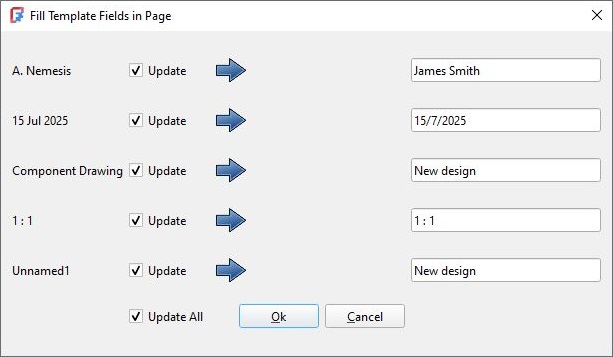 Fill Template Fields in Page
A. Nemesis Update James Smith
15 Jul 2025 Update 15/7/2025
Component Drawing Update New design
1 : 1 Update 1 : 1
Unnamed1 Update New design
Update All Ok Cancel